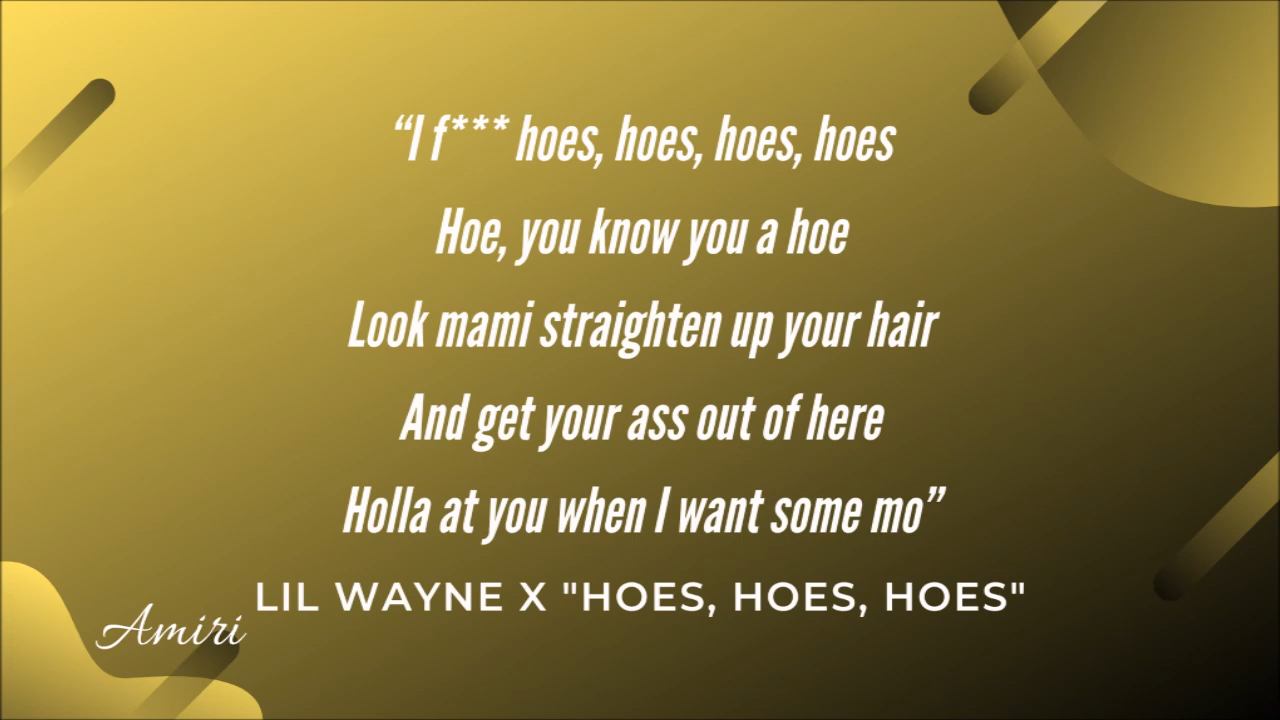 “I f*** hoes, hoes, hoes, hoes
Hoe, you know you a hoe
Look mami straighten up your hair
And get your ass out of here
Holla at you when I want some mo”
LIL WAYNE X "HOES, HOES, HOES"
Amiri